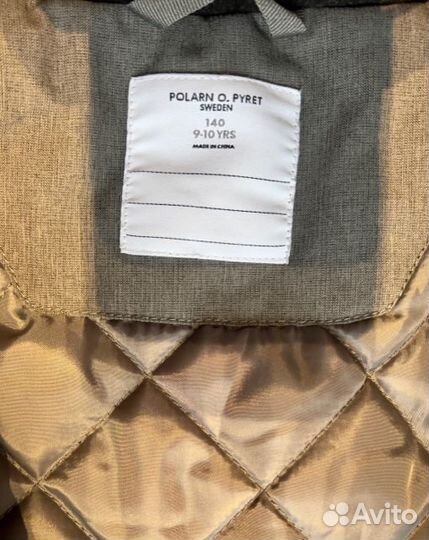 POLARN O. PYRET
SWEDEN
140
9-10 YRS
MADE IN CHINA
Avito